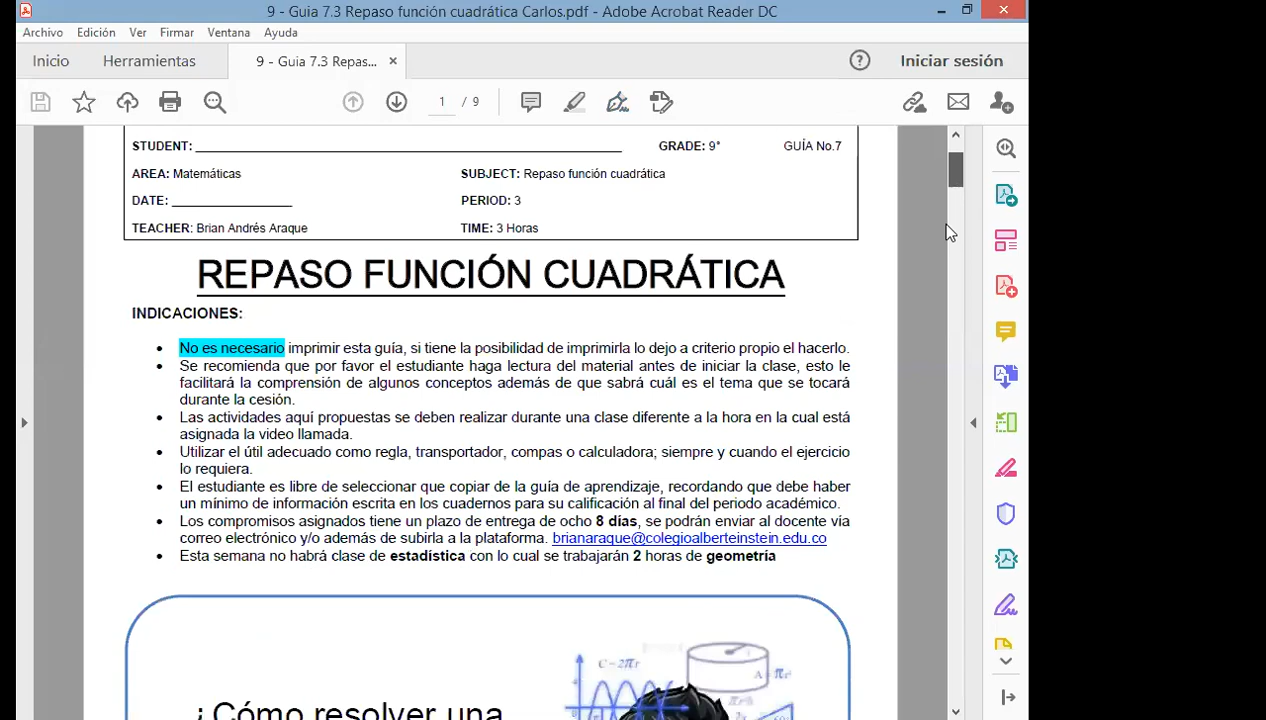 9 - Guia 7.3 Repaso función cuadrática Carlos.pdf - Adobe Acrobat Reader DC
Archivo Edición Ver Firmar Ventana Ayuda
Inicio Herramientas 9 - Guia 7.3 Repas... × Iniciar sesión
1 / 9
STUDENT: ____ GRADE: 9° GUÍA No.7
AREA: Matemáticas SUBJECT: Repaso función cuadrática
DATE: ____ PERIOD: 3
TEACHER: Brian Andrés Araque TIME: 3 Horas
REPASO FUNCIÓN CUADRÁTICA
INDICACIONES:
• No es necesario imprimir esta guía, si tiene la posibilidad de imprimirla lo dejo a criterio propio el hacerlo.
• Se recomienda que por favor el estudiante haga lectura del material antes de iniciar la clase, esto le
facilitará la comprensión de algunos conceptos además de que sabrá cuál es el tema que se tocará
durante la cesión.
• Las actividades aquí propuestas se deben realizar durante una clase diferente a la hora en la cual está
asignada la video llamada.
• Utilizar el útil adecuado como regla, transportador, compas o calculadora; siempre y cuando el ejercicio
lo requiera.
• El estudiante es libre de seleccionar que copiar de la guía de aprendizaje, recordando que debe haber
un mínimo de información escrita en los cuadernos para su calificación al final del periodo académico.
• Los compromisos asignados tiene un plazo de entrega de ocho 8 días, se podrán enviar al docente vía
correo electrónico y/o además de subirla a la plataforma. brianaraque@colegioalberteinstein.edu.co
• Esta semana no habrá clase de estadística con lo cual se trabajarán 2 horas de geometría
C = 2πr
¿Cómo resolver una